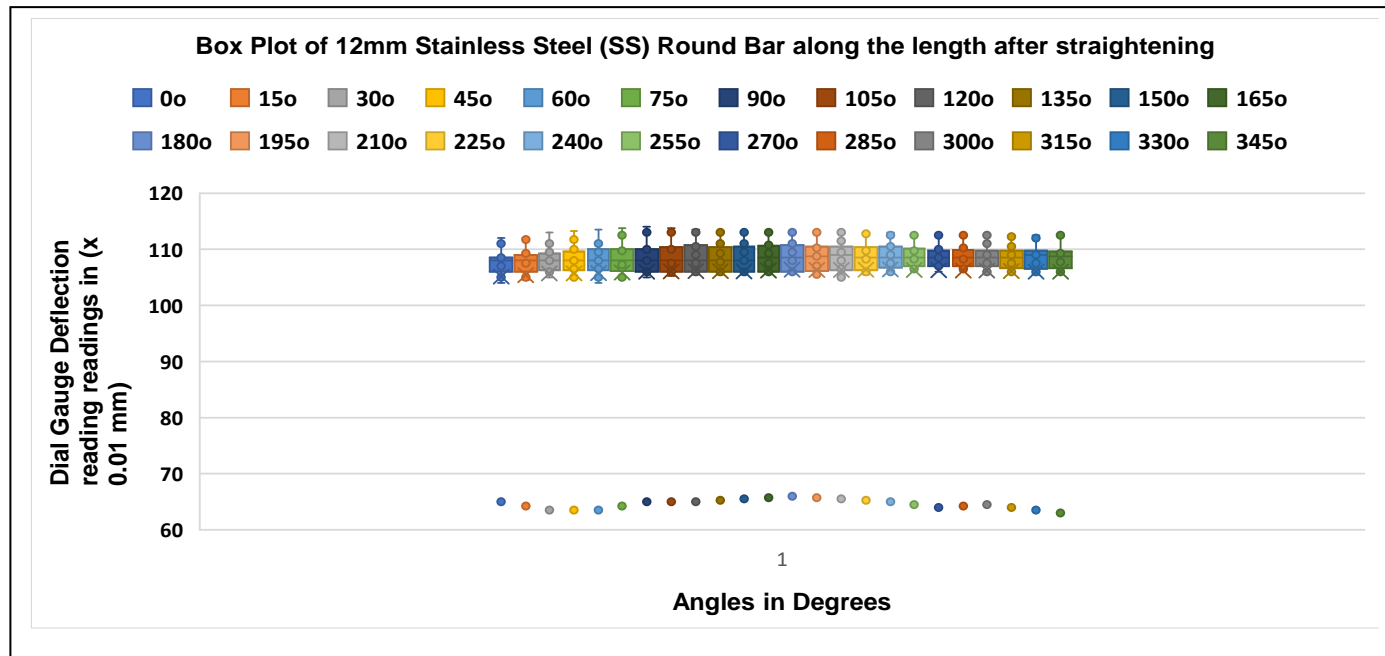 Box Plot of 12mm Stainless Steel (SS) Round Bar along the length after straightening
0o 15o 30o 45o 60o 75o 90o 105o 120o 135o 150o 165o
180o 195o 210o 225o 240o 255o 270o 285o 300o 315o 330o 345o
Dial Gauge Deflection
reading readings in (x
0.01 mm)
120
110
100
90
80
70
60
1
Angles in Degrees